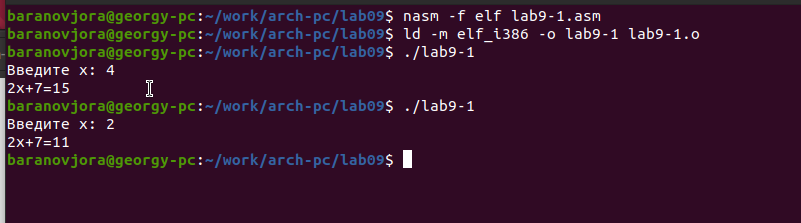 baranovjora@georgy-pc:~/work/arch-pc/lab09$ nasm -f elf lab9-1.asm
baranovjora@georgy-pc:~/work/arch-pc/lab09$ ld -m elf_i386 -o lab9-1 lab9-1.o
baranovjora@georgy-pc:~/work/arch-pc/lab09$ ./lab9-1
Введите x: 4
2x+7=15
baranovjora@georgy-pc:~/work/arch-pc/lab09$ ./lab9-1
Введите x: 2
2x+7=11
baranovjora@georgy-pc:~/work/arch-pc/lab09$